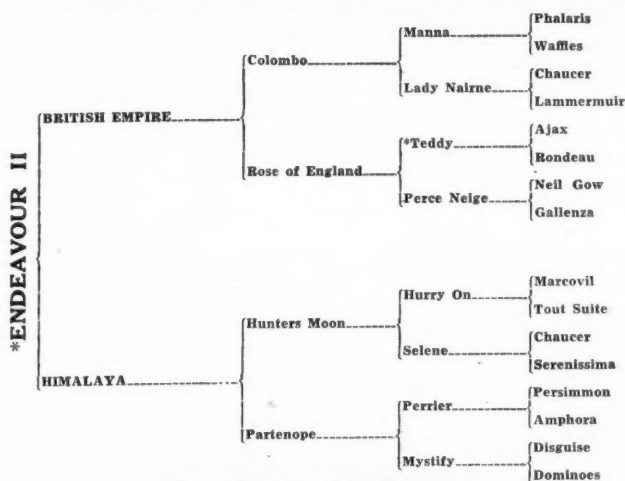 *ENDEAVOUR II
BRITISH EMPIRE
Colombo
Manna
Phalaris
Waffles
Lady Nairne
Chaucer
Lammermuir
Rose of England
*Teddy
Ajax
Rondeau
Perce Neige
Neil Gow
Gallenza
HIMALAYA
Hunters Moon
Hurry On
Marcovil
Tout Suite
Selene
Chaucer
Serenissima
Partenope
Perrier
Persimmon
Amphora
Mystify
Disguise
Dominoes